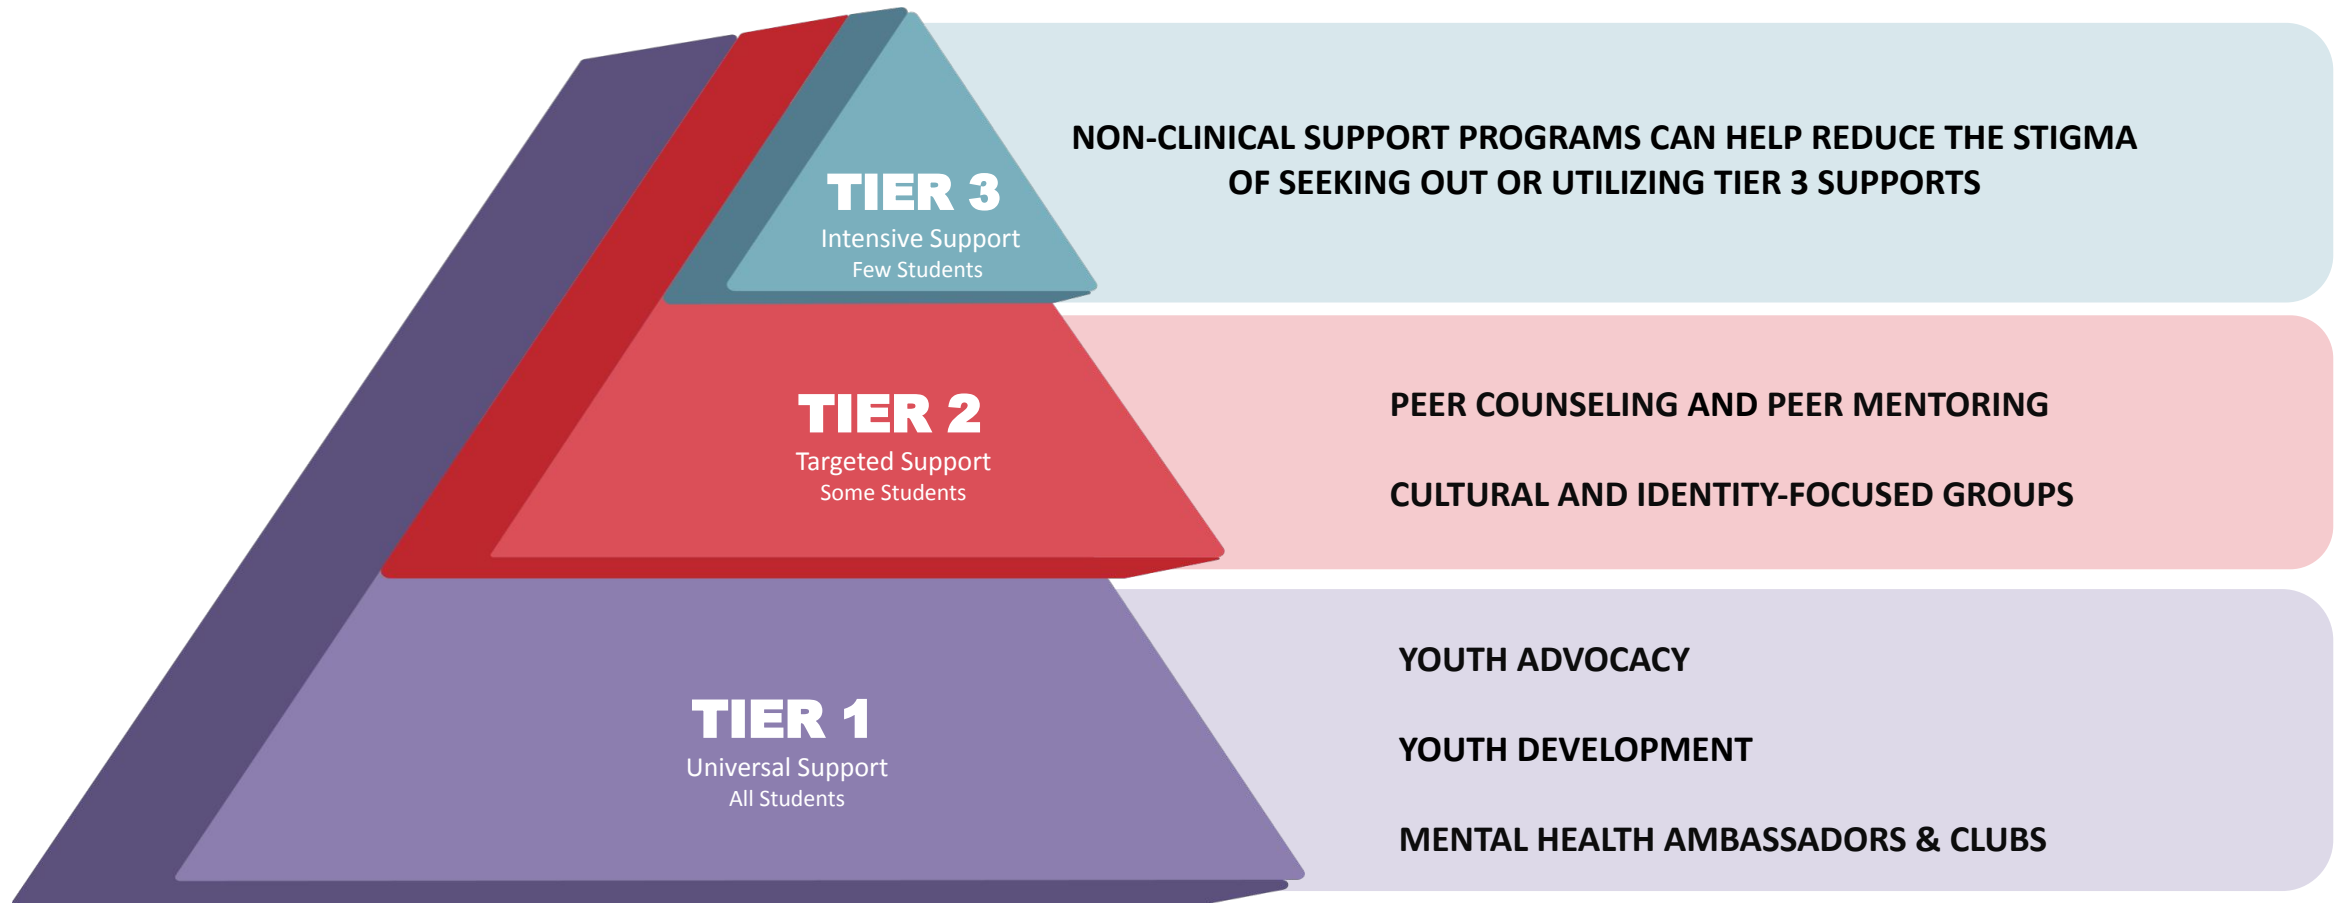 TIER 3
Intensive Support
Few Students
NON-CLINICAL SUPPORT PROGRAMS CAN HELP REDUCE THE STIGMA
OF SEEKING OUT OR UTILIZING TIER 3 SUPPORTS
TIER 2
Targeted Support
Some Students
PEER COUNSELING AND PEER MENTORING
CULTURAL AND IDENTITY-FOCUSED GROUPS
TIER 1
Universal Support
All Students
YOUTH ADVOCACY
YOUTH DEVELOPMENT
MENTAL HEALTH AMBASSADORS & CLUBS